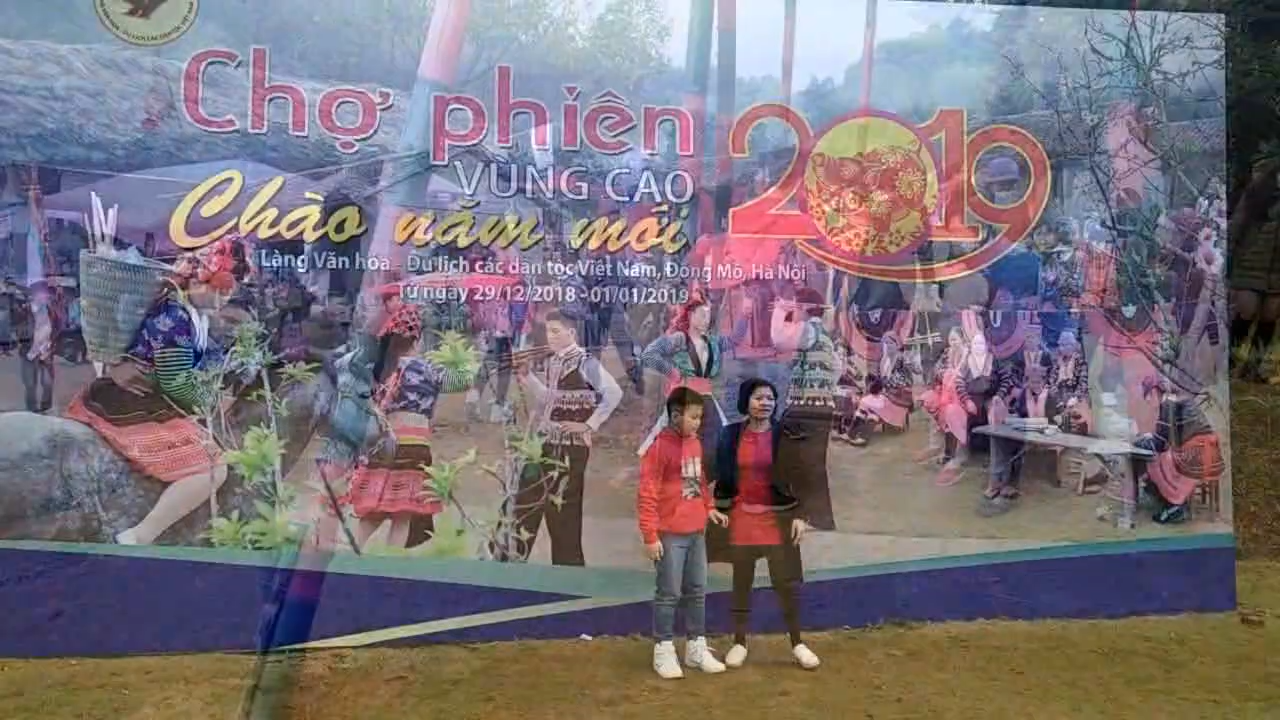 Chợ phiên
VÙNG CAO
Chào năm mới
2019
Làng Văn hóa - Du lịch các dân tộc Việt Nam, Đồng Mô, Hà Nội
Từ ngày 29/12/2018 - 01/01/2019